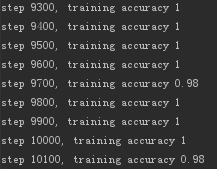 step 9300, training accuracy 1
step 9400, training accuracy 1
step 9500, training accuracy 1
step 9600, training accuracy 1
step 9700, training accuracy 0.98
step 9800, training accuracy 1
step 9900, training accuracy 1
step 10000, training accuracy 1
step 10100, training accuracy 0.98